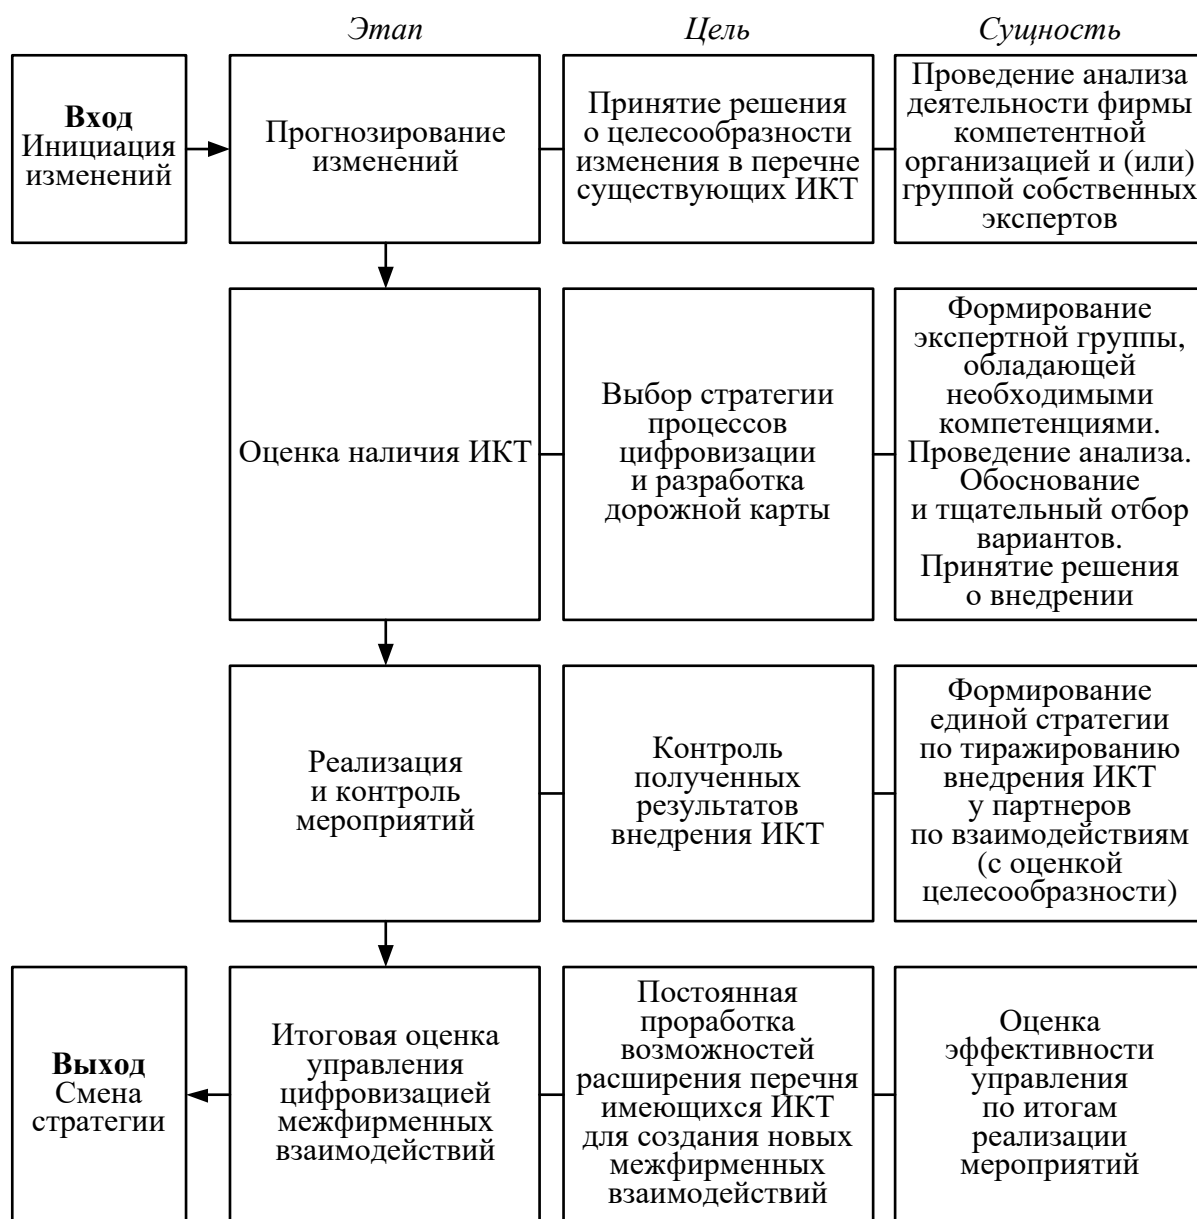 Этап
Цель
Сущность
Вход
Инициация
изменений
Прогнозирование
изменений
Принятие решения
о целесообразности
изменения в перечне
существующих ИКТ
Проведение анализа
деятельности фирмы
компетентной
организацией и (или)
группой собственных
экспертов
Оценка наличия ИКТ
Выбор стратегии
процессов
цифровизации
и разработка
дорожной карты
Формирование
экспертной группы,
обладающей
необходимыми
компетенциями.
Проведение анализа.
Обоснование
и тщательный отбор
вариантов.
Принятие решения
о внедрении
Реализация
и контроль
мероприятий
Контроль
полученных
результатов
внедрения ИКТ
Формирование
единой стратегии
по тиражированию
внедрения ИКТ
у партнеров
по взаимодействиям
(с оценкой
целесообразности)
Выход
Смена
стратегии
Итоговая оценка
управления
цифровизацией
межфирменных
взаимодействий
Постоянная
проработка
возможностей
расширения перечня
имеющихся ИКТ
для создания новых
межфирменных
взаимодействий
Оценка
эффективности
управления
по итогам
реализации
мероприятий